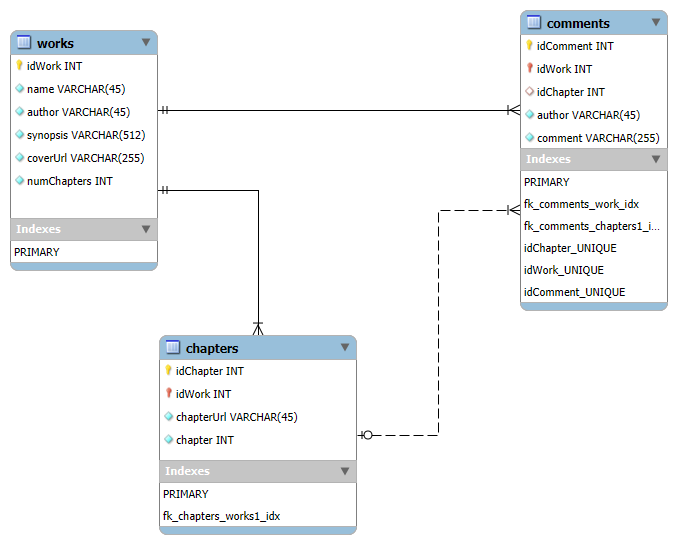 works
idWork INT
name VARCHAR(45)
author VARCHAR(45)
synopsis VARCHAR(512)
coverUrl VARCHAR(255)
numChapters INT
Indexes
PRIMARY
comments
idComment INT
idWork INT
idChapter INT
author VARCHAR(45)
comment VARCHAR(255)
Indexes
PRIMARY
fk_comments_work_idx
fk_comments_chapters1_i...
idChapter_UNIQUE
idWork_UNIQUE
idComment_UNIQUE
chapters
idChapter INT
idWork INT
chapterUrl VARCHAR(45)
chapter INT
Indexes
PRIMARY
fk_chapters_works1_idx